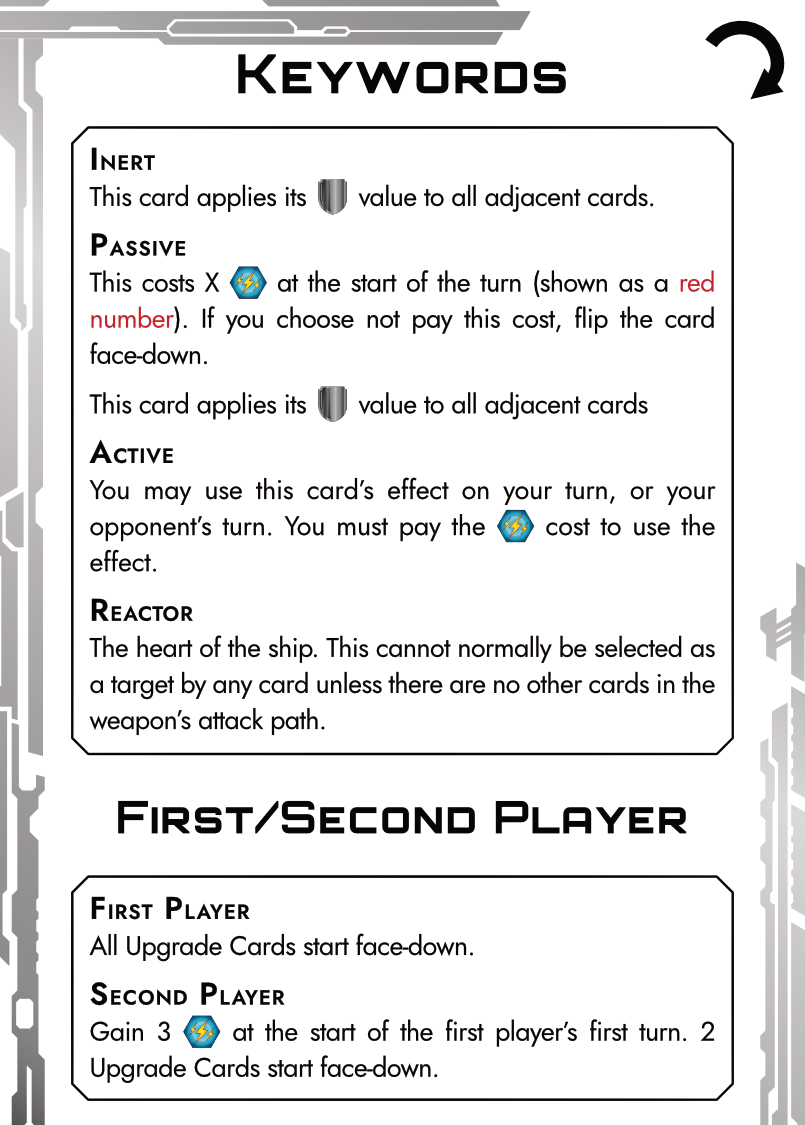 Keywords
Inert
This card applies its value to all adjacent cards.
Passive
This costs X at the start of the turn (shown as a red
number). If you choose not pay this cost, flip the card
face-down.
This card applies its value to all adjacent cards
Active
You may use this card's effect on your turn, or your
opponent's turn. You must pay the cost to use the
effect.
Reactor
The heart of the ship. This cannot normally be selected as
a target by any card unless there are no other cards in the
weapon's attack path.
First/Second Player
First Player
All Upgrade Cards start face-down.
Second Player
Gain 3 at the start of the first player's first turn. 2
Upgrade Cards start face-down.